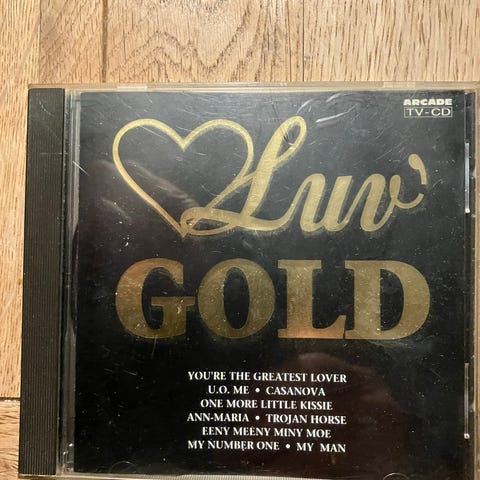 ARCADE
TV-CD
Luv'
GOLD
YOU'RE THE GREATEST LOVER
U.O. ME • CASANOVA
ONE MORE LITTLE KISSIE
ANN-MARIA • TROJAN HORSE
EENY MEENY MINY MOE
MY NUMBER ONE • MY MAN